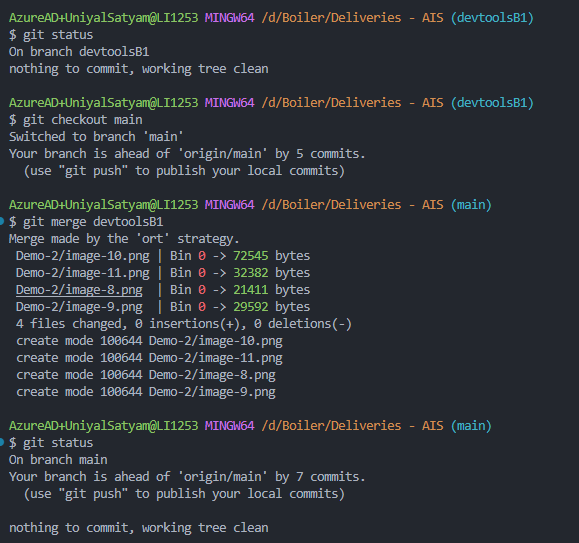 AzureAD+UniyalSatyam@LI1253 MINGW64 /d/Boiler/Deliveries - AIS (devtoolsB1)
$ git status
On branch devtoolsB1
nothing to commit, working tree clean
AzureAD+UniyalSatyam@LI1253 MINGW64 /d/Boiler/Deliveries - AIS (devtoolsB1)
$ git checkout main
Switched to branch 'main'
Your branch is ahead of 'origin/main' by 5 commits.
  (use "git push" to publish your local commits)
AzureAD+UniyalSatyam@LI1253 MINGW64 /d/Boiler/Deliveries - AIS (main)
$ git merge devtoolsB1
Merge made by the 'ort' strategy.
 Demo-2/image-10.png | Bin 0 -> 72545 bytes
 Demo-2/image-11.png | Bin 0 -> 32382 bytes
 Demo-2/image-8.png  | Bin 0 -> 21411 bytes
 Demo-2/image-9.png  | Bin 0 -> 29592 bytes
 4 files changed, 0 insertions(+), 0 deletions(-)
 create mode 100644 Demo-2/image-10.png
 create mode 100644 Demo-2/image-11.png
 create mode 100644 Demo-2/image-8.png
 create mode 100644 Demo-2/image-9.png
AzureAD+UniyalSatyam@LI1253 MINGW64 /d/Boiler/Deliveries - AIS (main)
$ git status
On branch main
Your branch is ahead of 'origin/main' by 7 commits.
  (use "git push" to publish your local commits)
nothing to commit, working tree clean